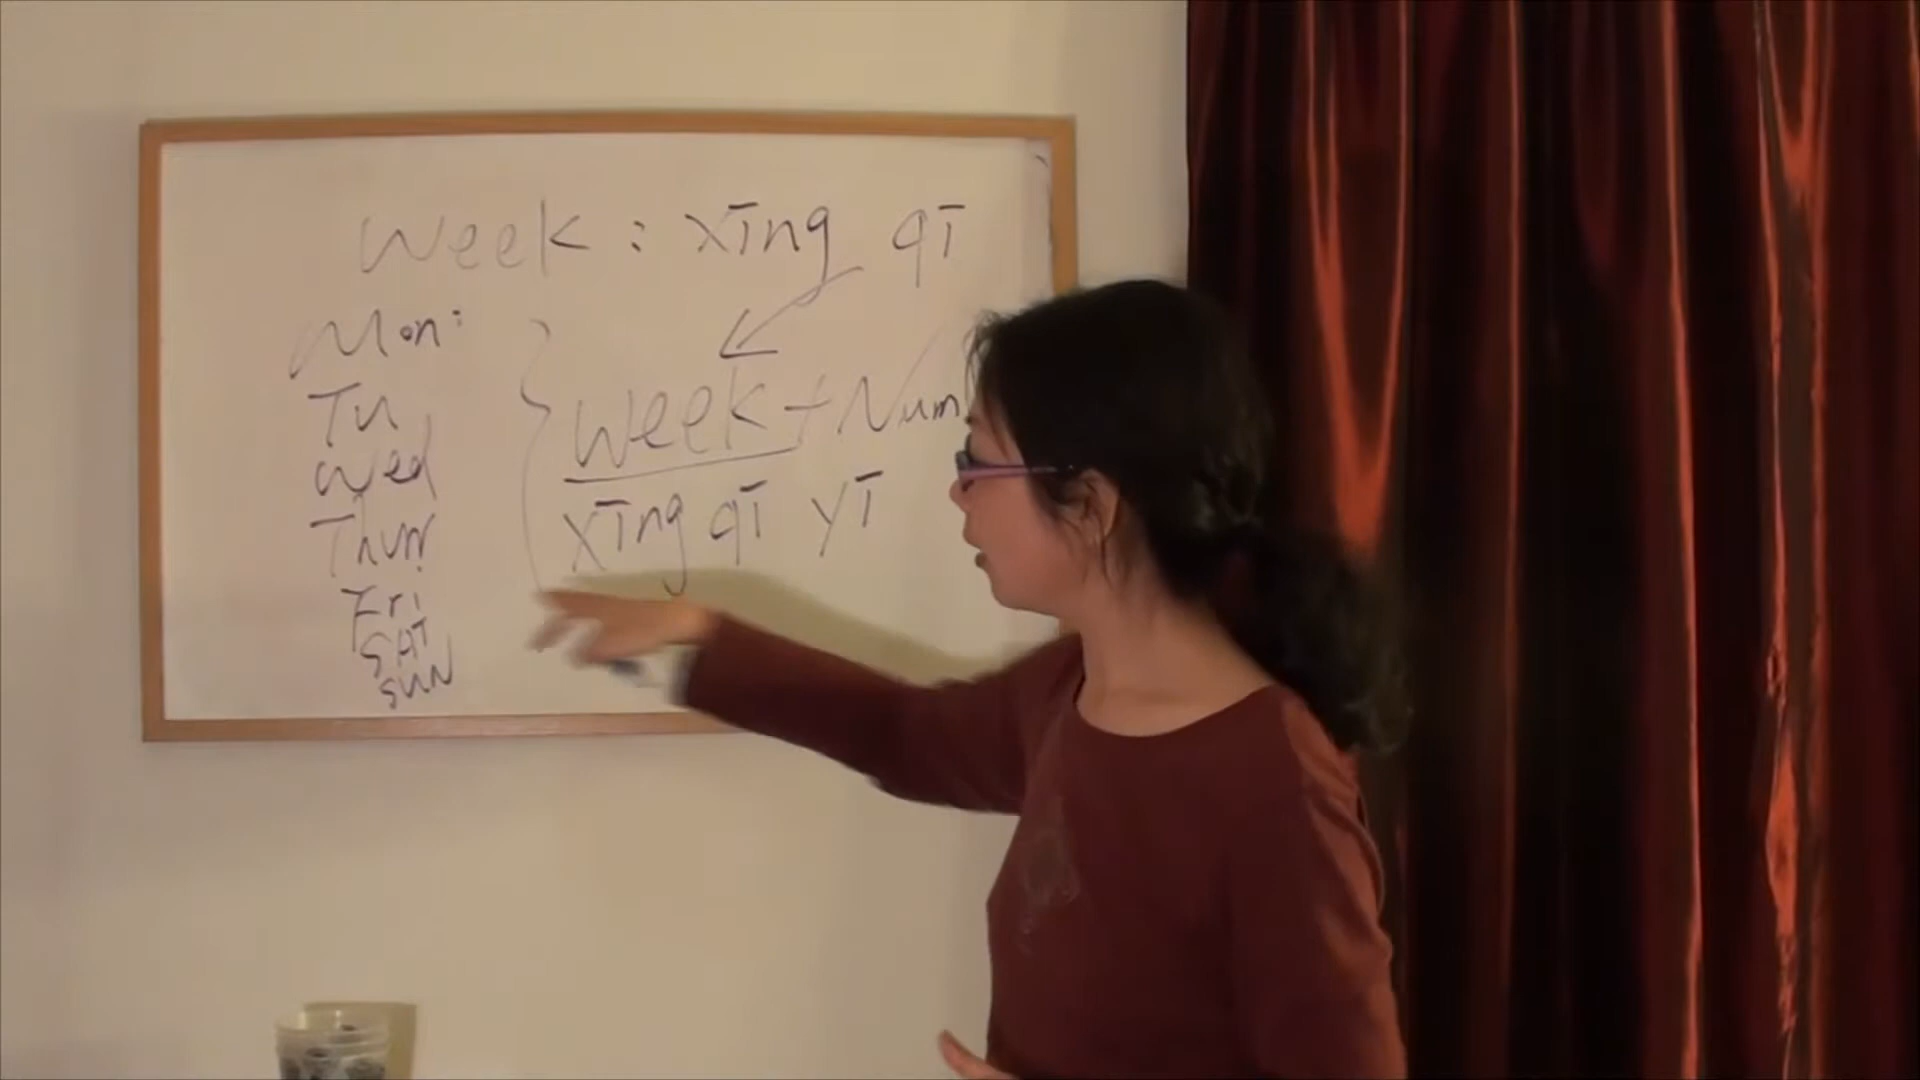 Week : xīng qī
Mon:
Tu
Wed
Thur
Fri
SAT
SUN
Week + Num
xīng qī yī